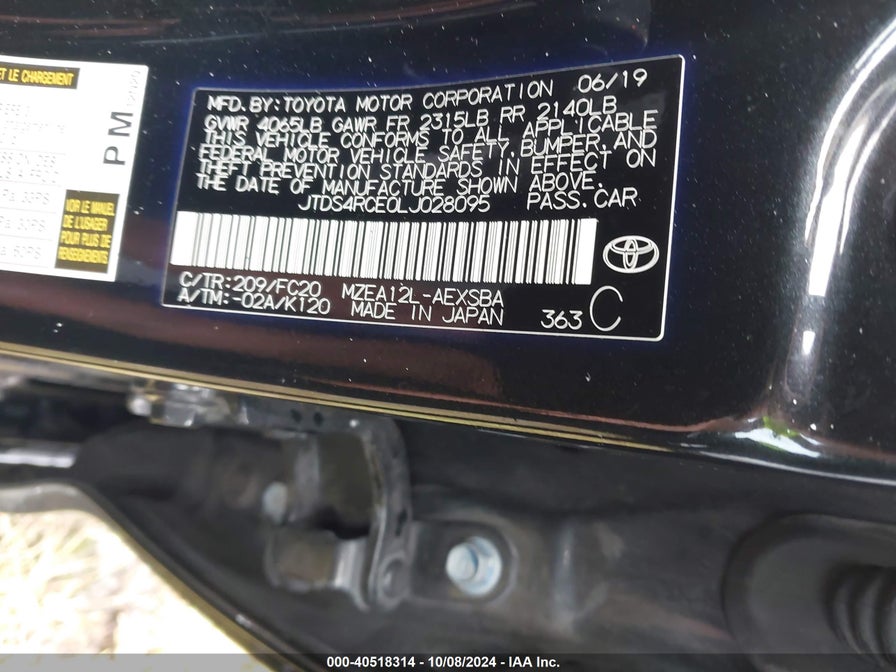 ET LE CHARGEMENT
PM
VOIR LE MANUEL
DE L'USAGER
POUR PLUS DE
RENSEIGNEMENTS
06/19
MFD. BY: TOYOTA MOTOR CORPORATION
GVWR 4065LB GAWR FR 2315LB RR 2140LB
THIS VEHICLE CONFORMS TO ALL APPLICABLE
FEDERAL MOTOR VEHICLE SAFETY, BUMPER, AND
THEFT PREVENTION STANDARDS IN EFFECT ON
THE DATE OF MANUFACTURE SHOWN ABOVE.
JTDS4RCE0LJ028095 PASS. CAR
C/TR: 209/FC20 MZEA12L-AEXSBA
A/TM: -02A/K120 MADE IN JAPAN 363 C
000-40518314 - 10/08/2024 - IAA Inc.